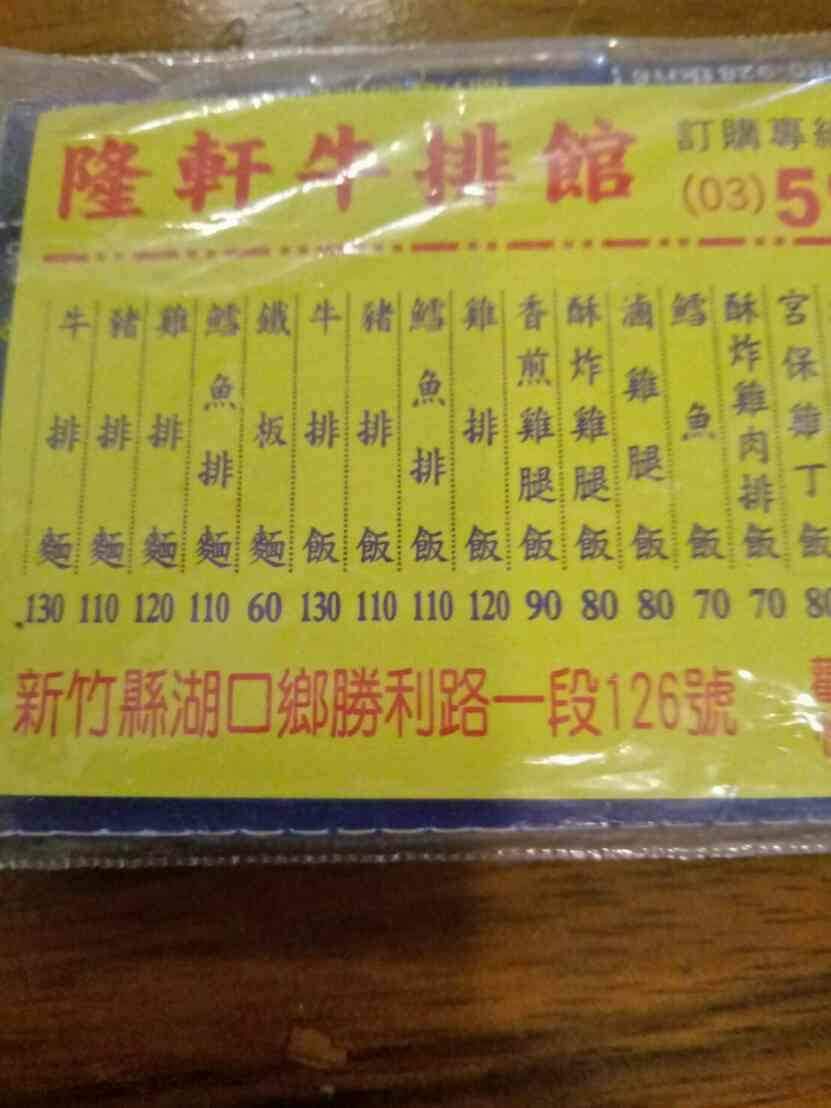 隆軒牛排館
訂購專線
(03)5
牛排麵 130
豬排麵 110
雞排麵 120
鱈魚排麵 110
鐵板麵 60
牛排飯 130
豬排飯 110
鱈魚排飯 110
雞排飯 120
香煎雞腿飯 90
酥炸雞腿飯 80
滷雞腿飯 80
鱈魚飯 70
酥炸雞肉排飯 70
宮保雞丁飯 80
新竹縣湖口鄉勝利路一段126號